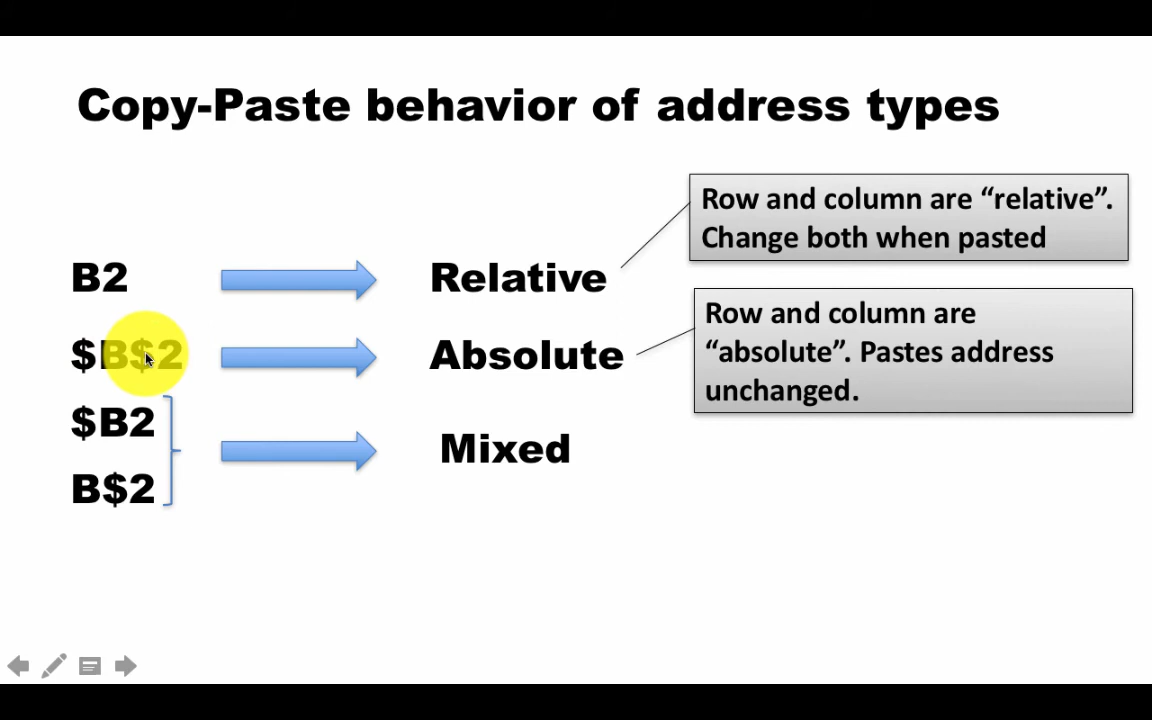 Copy-Paste behavior of address types
Row and column are “relative”.
Change both when pasted
B2
Relative
Row and column are
“absolute”. Pastes address
unchanged.
$B$2
Absolute
$B2
Mixed
B$2